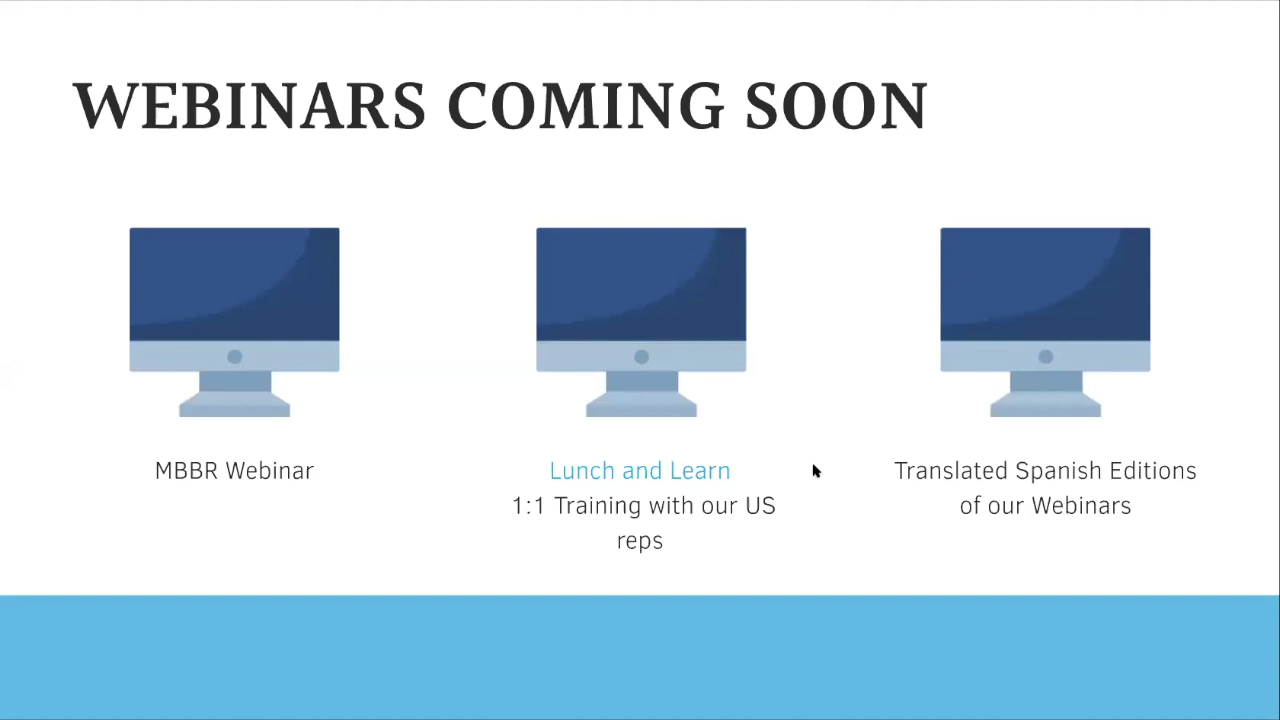 WEBINARS COMING SOON
MBBR Webinar
Lunch and Learn
1:1 Training with our US
reps
Translated Spanish Editions
of our Webinars